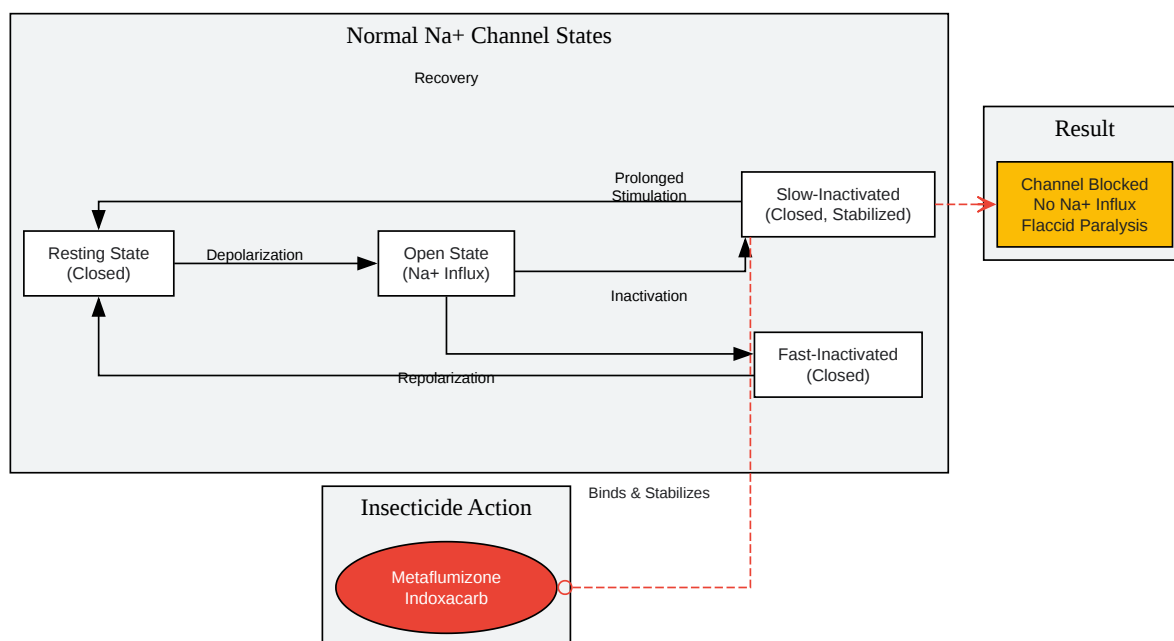 Normal Na+ Channel States
Recovery
Result
Prolonged
Stimulation
Slow-Inactivated
(Closed, Stabilized)
Channel Blocked
No Na+ Influx
Flaccid Paralysis
Resting State
(Closed)
Depolarization
Open State
(Na+ Influx)
Inactivation
Fast-Inactivated
(Closed)
Repolarization
Binds & Stabilizes
Insecticide Action
Metaflumizone
Indoxacarb